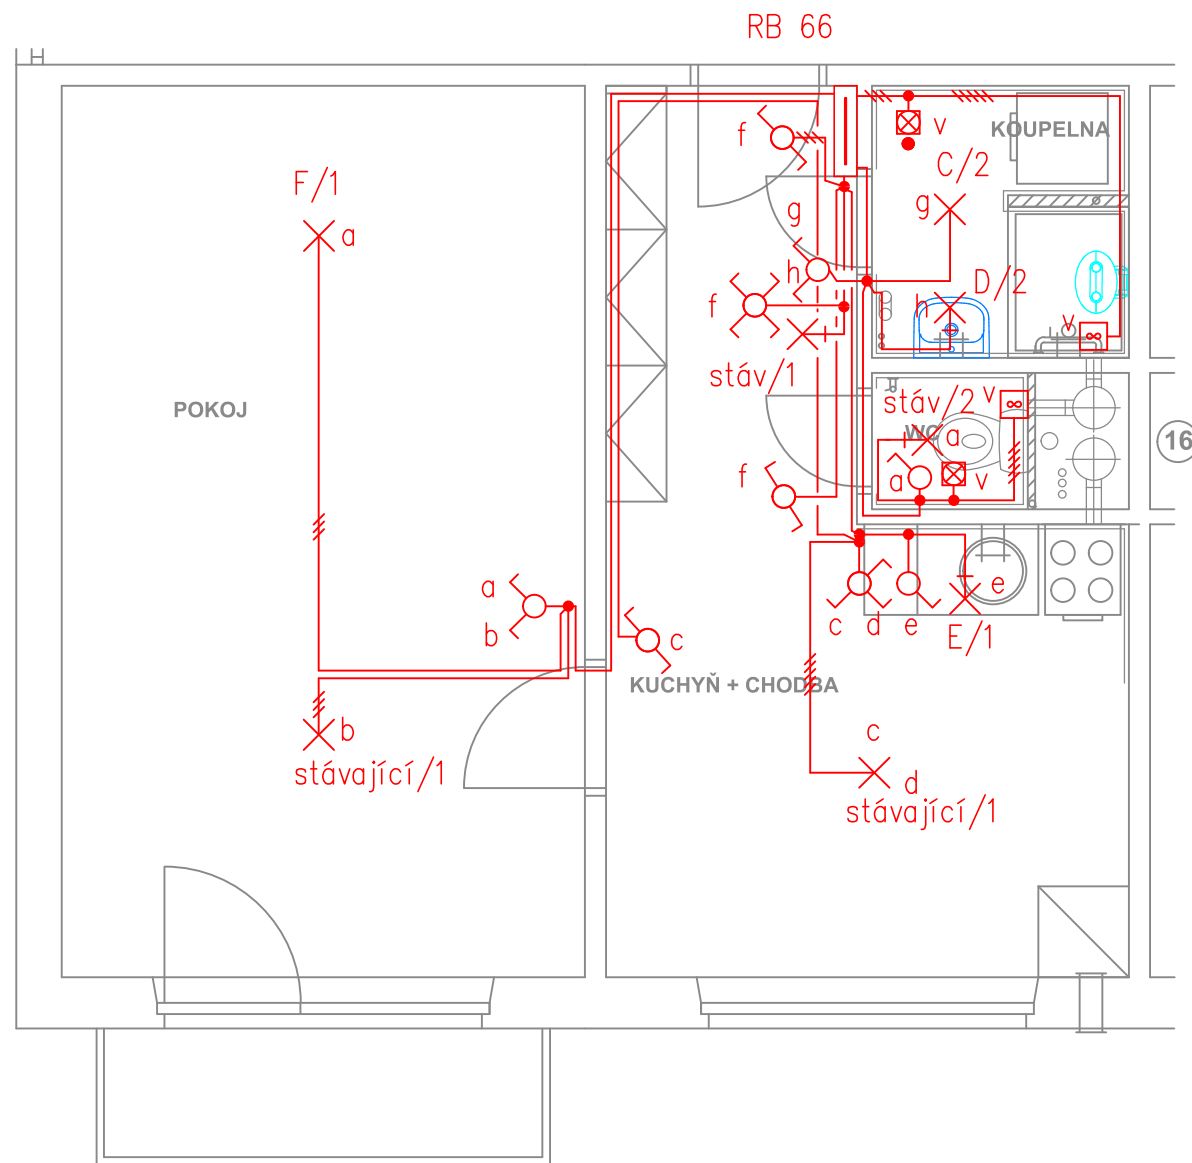 RB 66
f
v
KOUPELNA
C/2
F/1
g
g
a
h
D/2
f
h
f
v
stáv/1
stáv/2
v
POKOJ
WC
a
16
f
a
v
a
b
c
c
d
e
e
E/1
KUCHYŇ + CHODBA
b
c
stávající/1
d
stávající/1